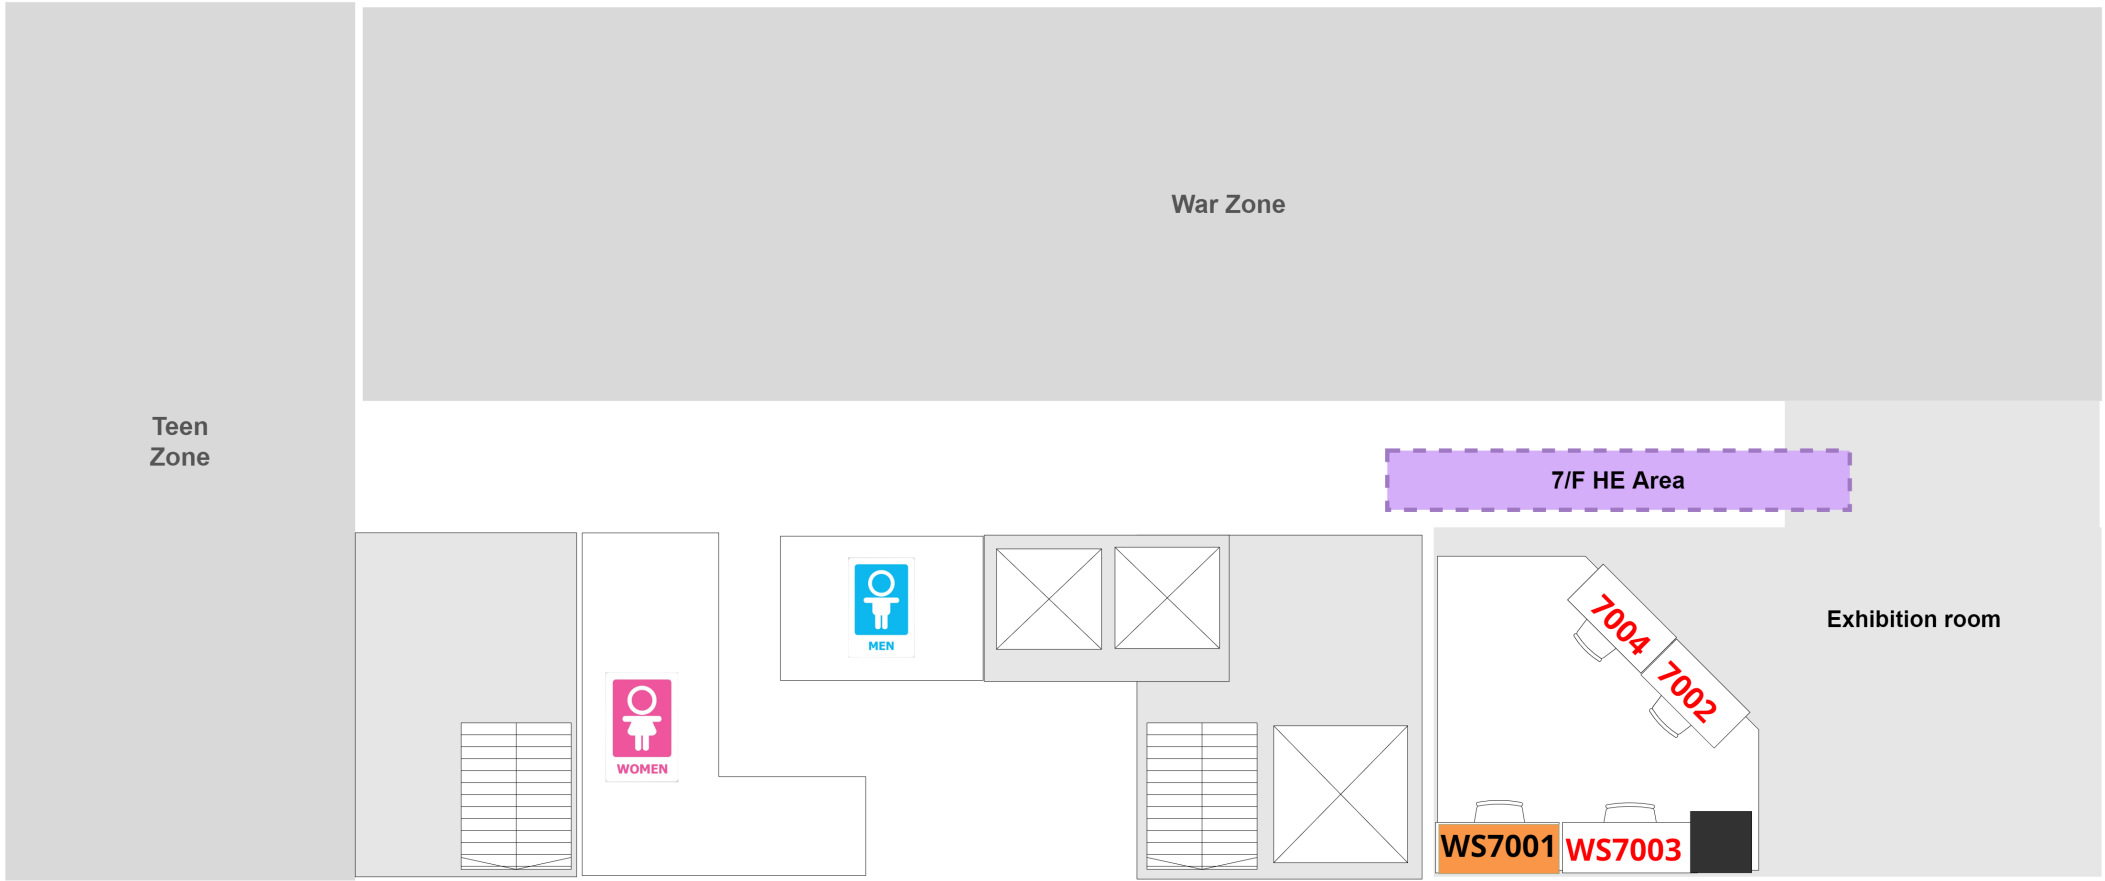 War Zone
Teen
Zone
7/F HE Area
MEN
7004
Exhibition room
7002
WOMEN
WS7001
WS7003